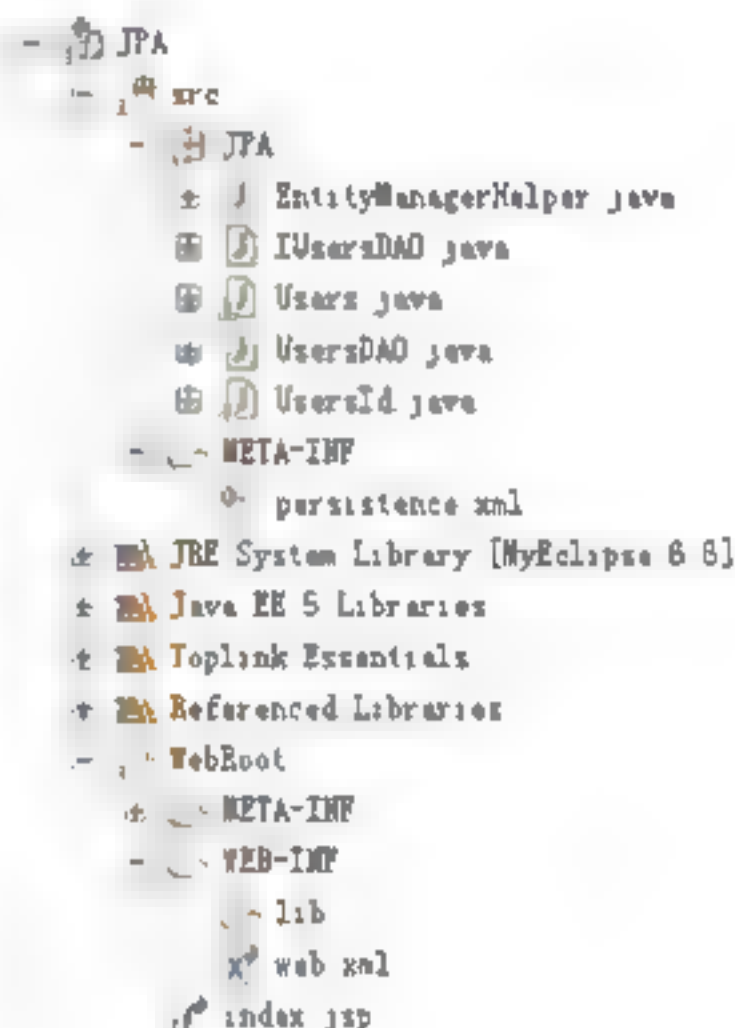 JPA
src
JPA
EntityManagerHelper.java
IUsersDAO.java
Users.java
UsersDAO.java
UsersId.java
META-INF
persistence.xml
JRE System Library [MyEclipse 6.6]
Java EE 5 Libraries
Toplink Essentials
Referenced Libraries
WebRoot
META-INF
WEB-INF
lib
web.xml
index.jsp